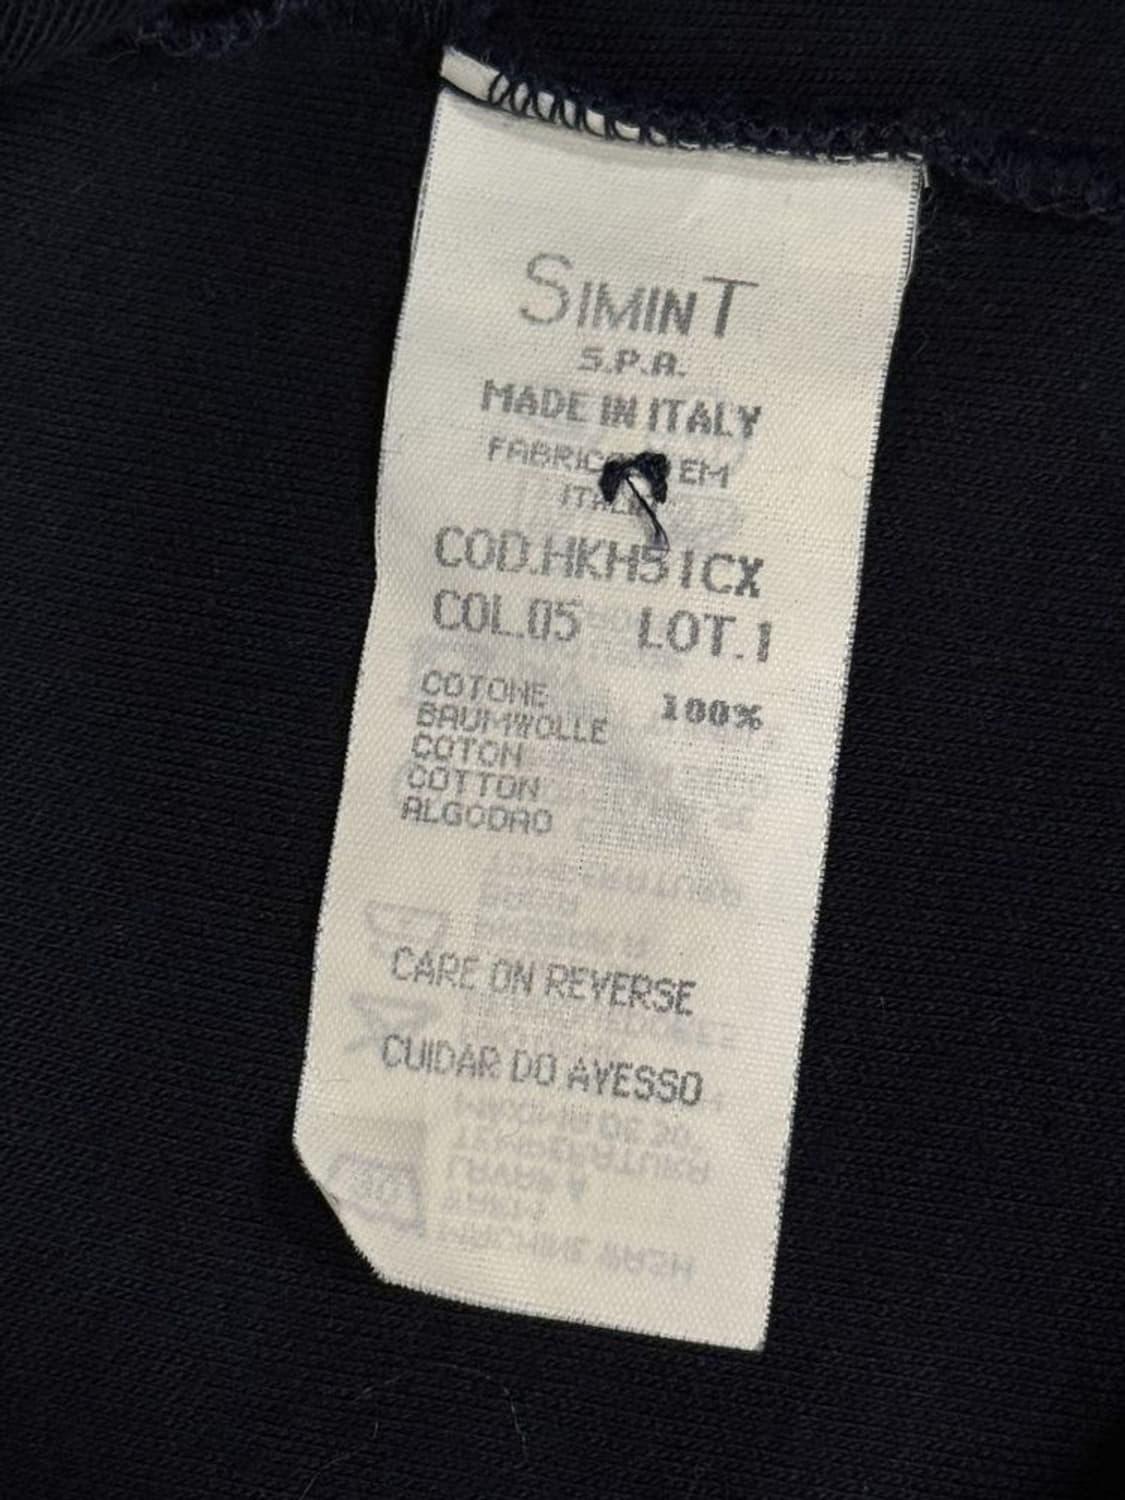 SIMINT
S.P.A.
MADE IN ITALY
EM
COD.HKH51CX
COL.05 LOT.1
COTONE 100%
BAUMWOLLE
COTON
COTTON
ALGODAO
CARE ON REVERSE
CUIDAR DO AVESSO